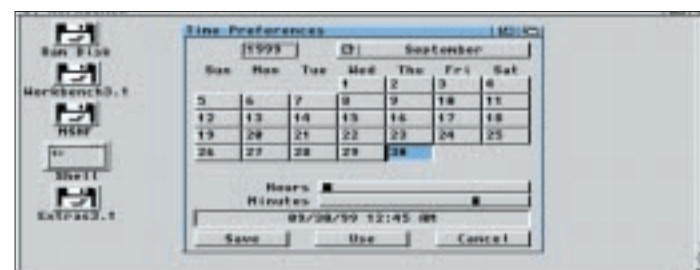 Time Preferences
1999 September
Sun Mon Tue Wed Thu Fri Sat
1 2 3 4
5 6 7 8 9 10 11
12 13 14 15 16 17 18
19 20 21 22 23 24 25
26 27 28 29 30
Hours
Minutes
09/30/99 12:45 AM
Save Use Cancel
Ram Disk
Workbench3.1
Shell
Extras3.1